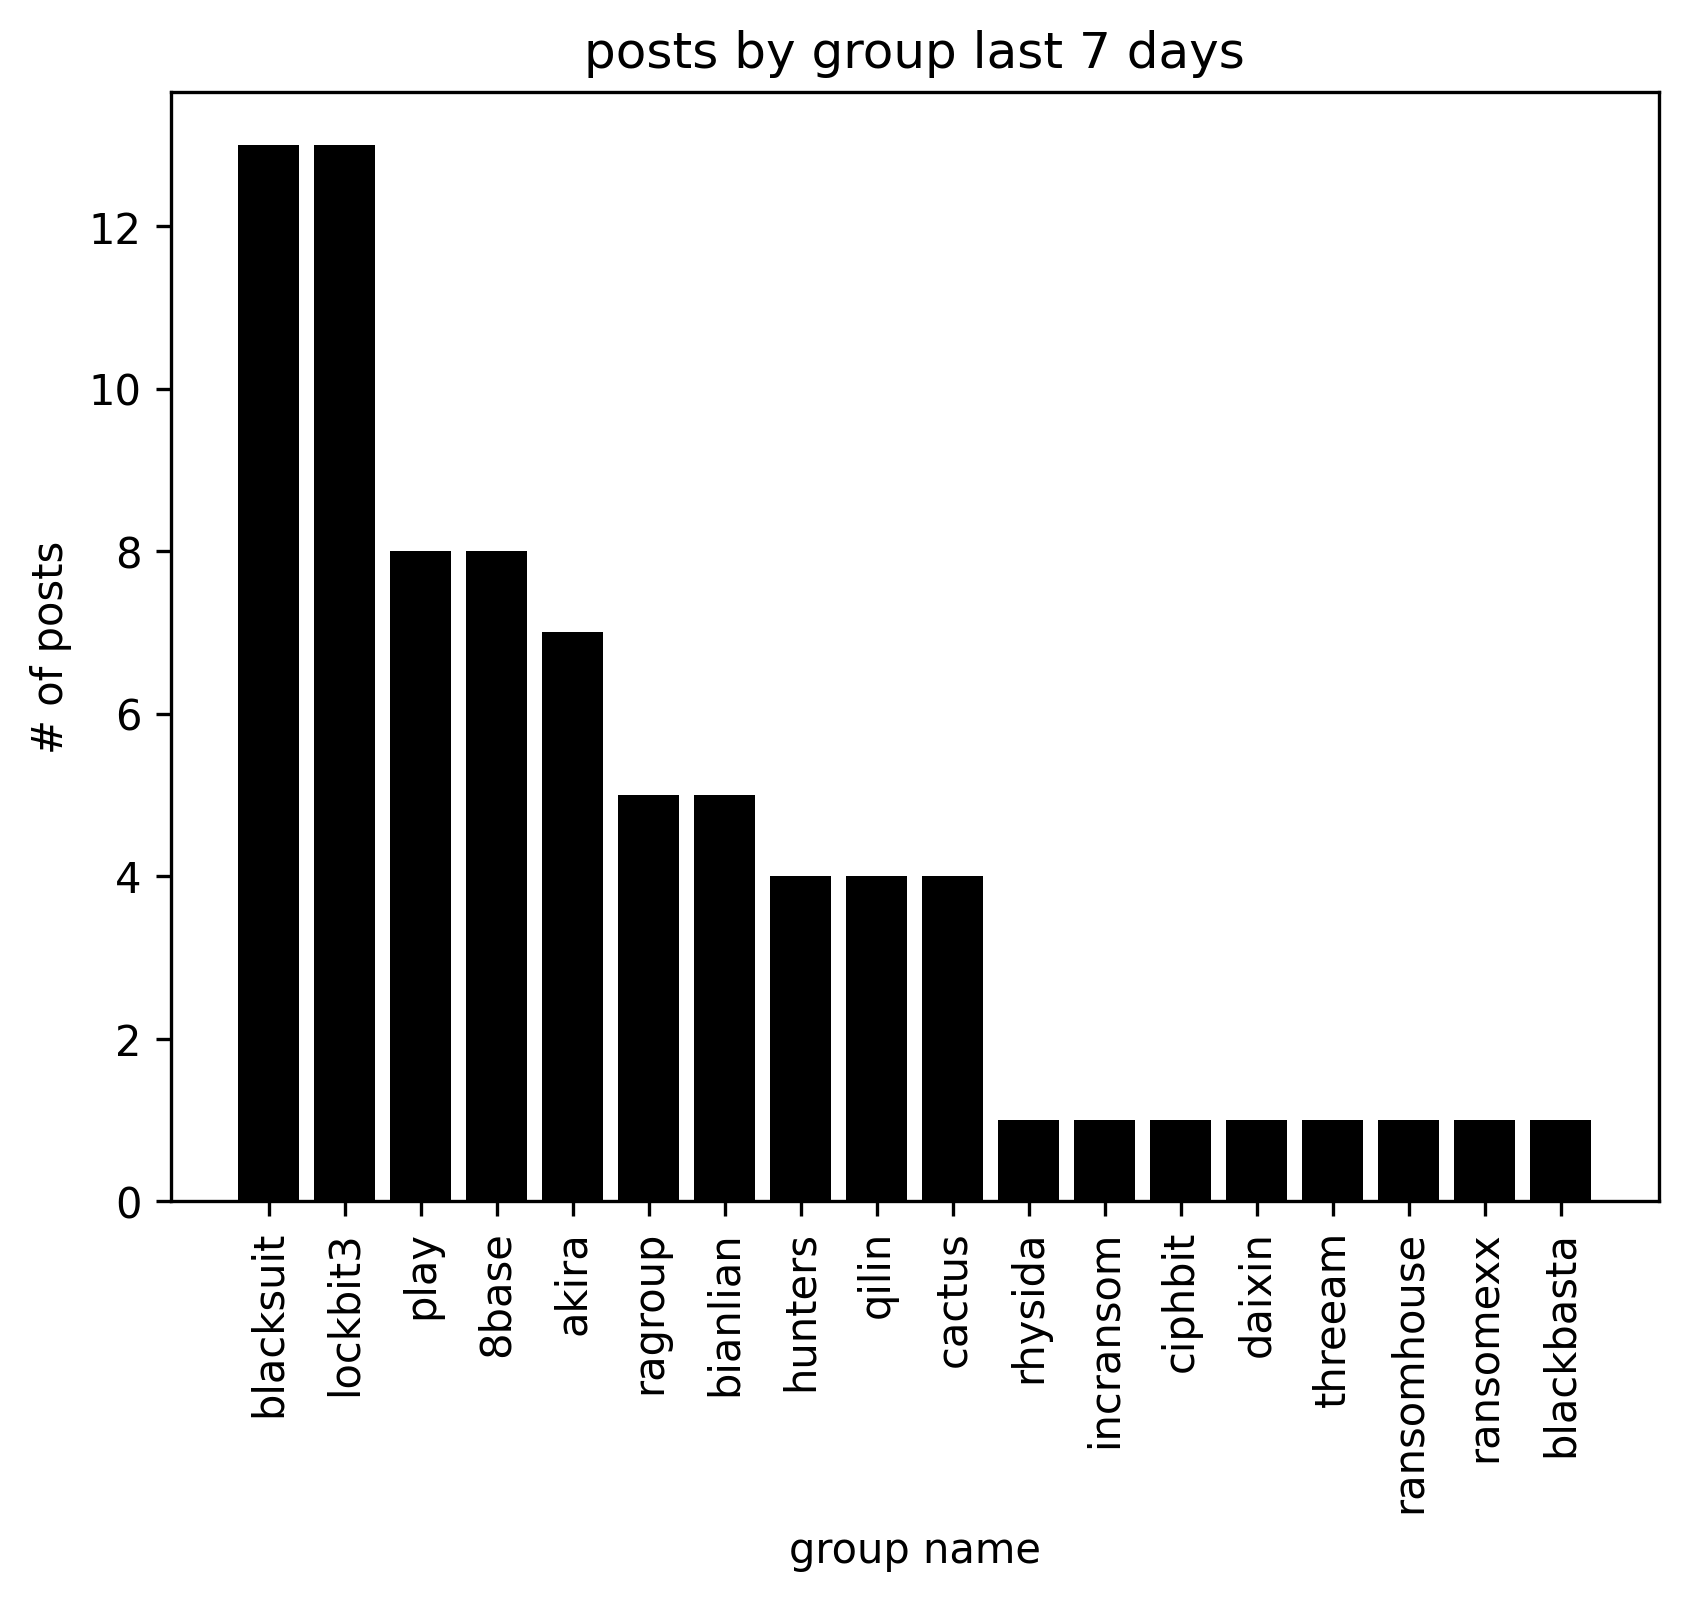 posts by group last 7 days
# of posts
12
10
8
6
4
2
0
blacksuit
lockbit3
play
8base
akira
ragroup
bianlian
hunters
qilin
cactus
rhysida
incransom
ciphbit
daixin
threeam
ransomhouse
ransomexx
blackbasta
group name